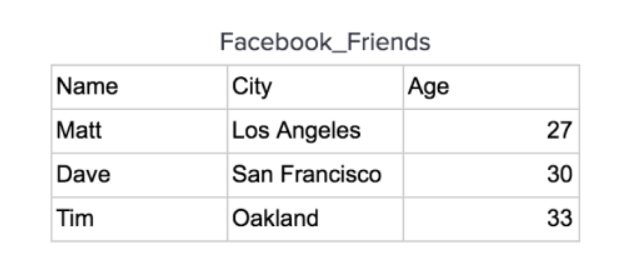 Facebook_Friends
Name City Age
Matt Los Angeles 27
Dave San Francisco 30
Tim Oakland 33